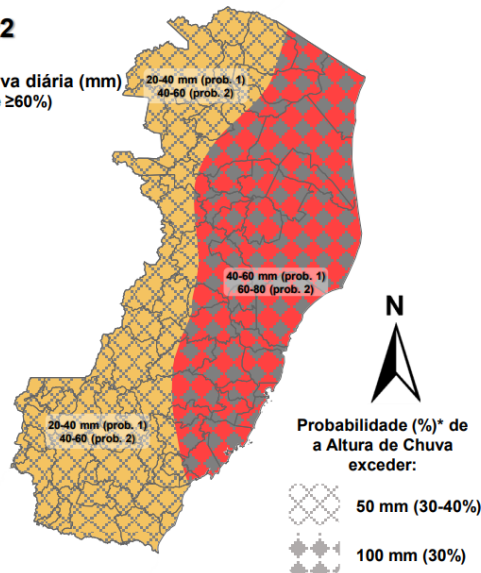 2
va diária (mm)
≥60%)
20-40 mm (prob. 1)
40-60 (prob. 2)
40-60 mm (prob. 1)
60-80 (prob. 2)
20-40 mm (prob. 1)
40-60 (prob. 2)
N
Probabilidade (%)* de
a Altura de Chuva
exceder:
50 mm (30-40%)
100 mm (30%)